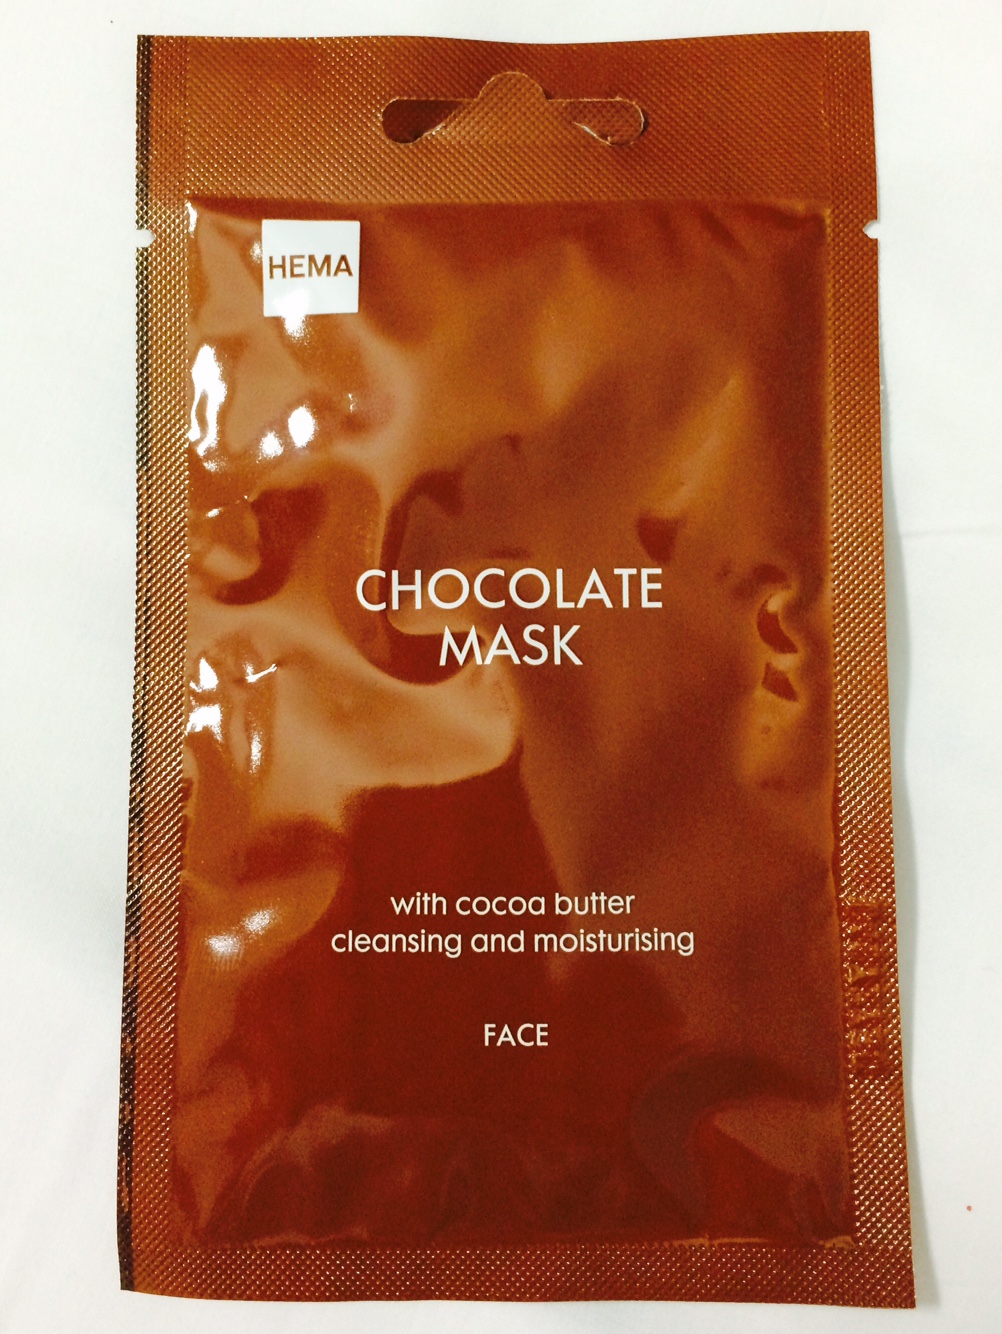 HEMA
CHOCOLATE
MASK
with cocoa butter
cleansing and moisturising
FACE